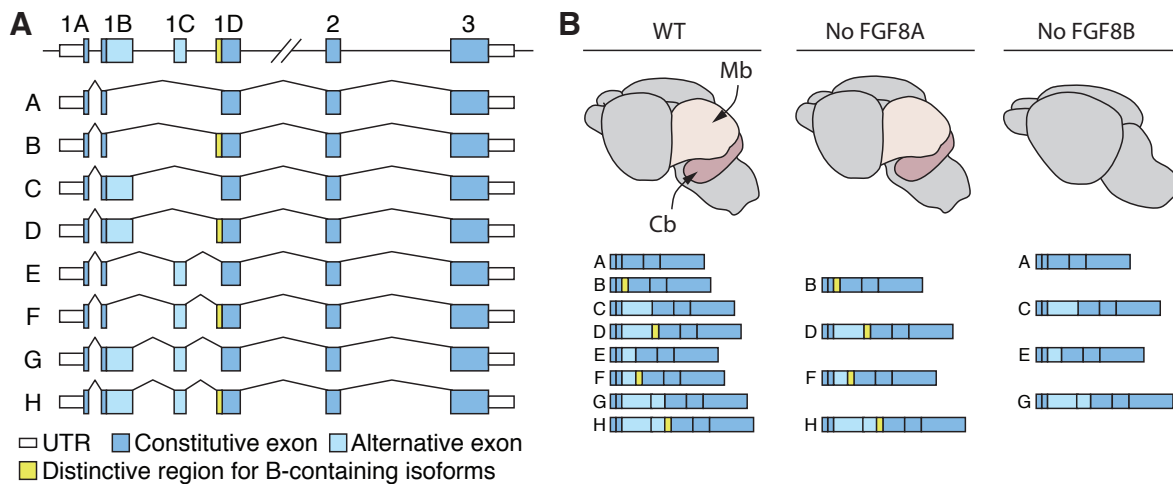 A
1A 1B 1C 1D 2 3
A
B
C
D
E
F
G
H
UTR Constitutive exon Alternative exon
Distinctive region for B-containing isoforms
B
WT No FGF8A No FGF8B
Mb
Cb
A A
B B
C C
D D
E E
F F
G G
H H